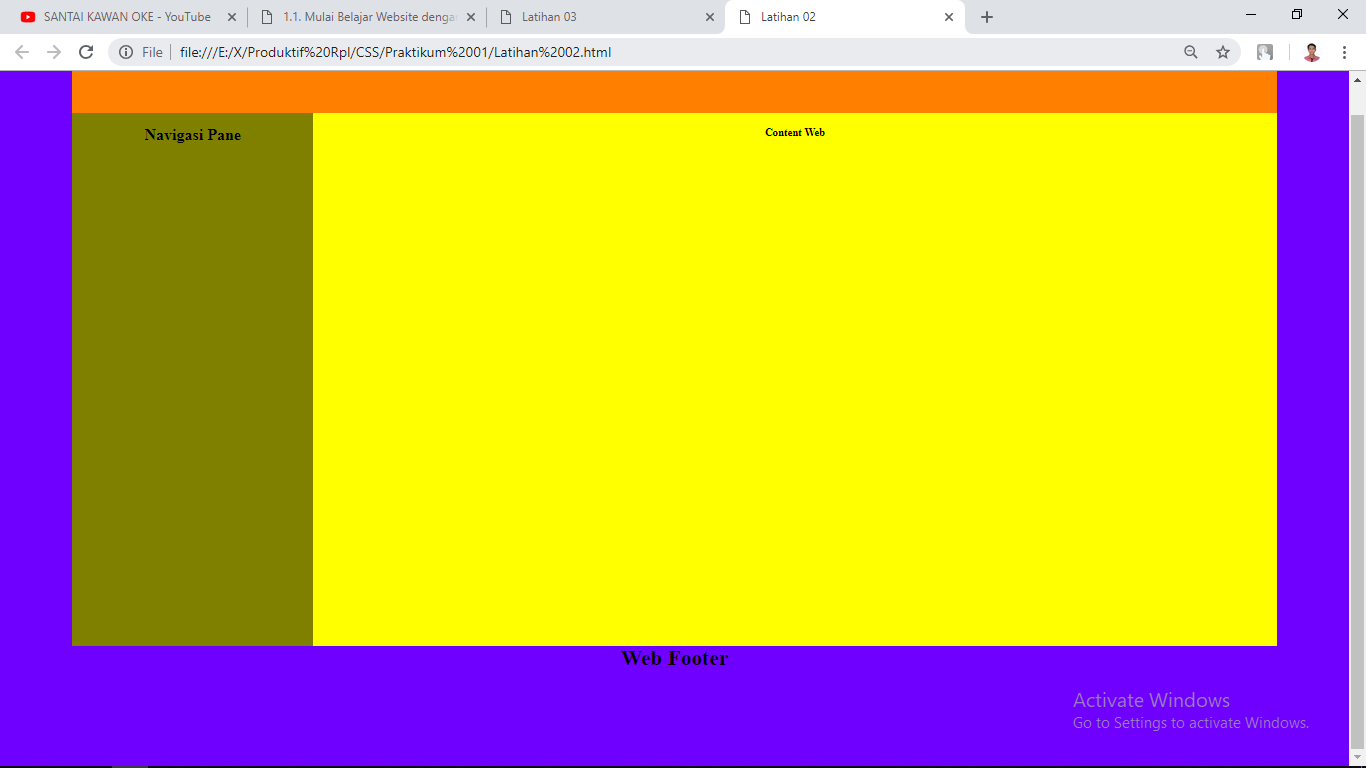 SANTAI KAWAN OKE - YouTube
1.1. Mulai Belajar Website denga
Latihan 03
Latihan 02
File
file:///E:/X/Produktif%20Rpl/CSS/Praktikum%2001/Latihan%2002.html
Navigasi Pane
Content Web
Web Footer
Activate Windows
Go to Settings to activate Windows.